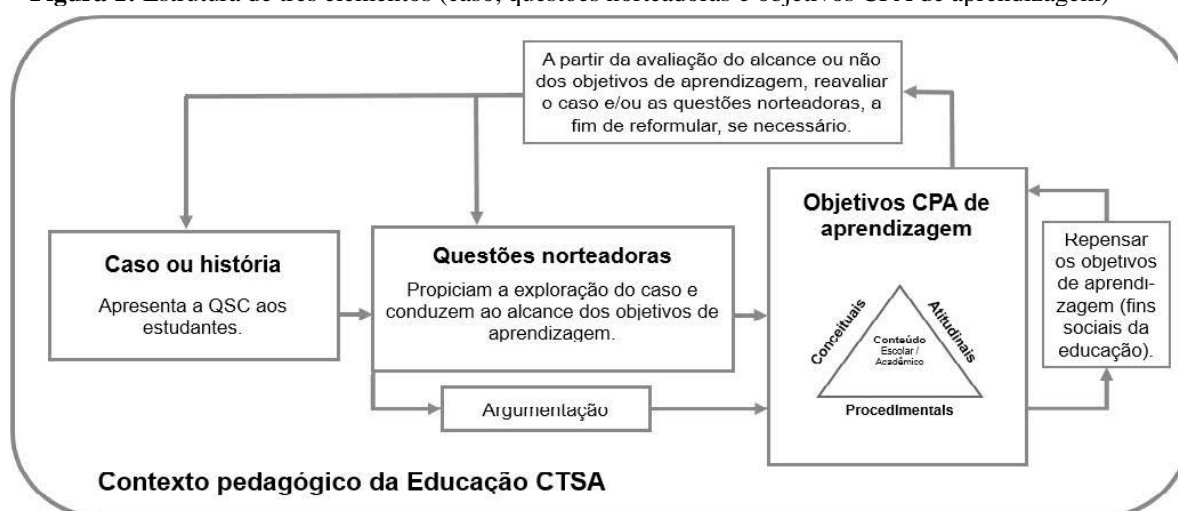 Figura 1: Estrutura de três elementos (caso, questões norteadoras e objetivos CPA de aprendizagem)
A partir da avaliação do alcance ou não
dos objetivos de aprendizagem, reavaliar
o caso e/ou as questões norteadoras, a
fim de reformular, se necessário.
Caso ou história
Apresenta a QSC aos
estudantes.
Questões norteadoras
Propiciam a exploração do caso e
conduzem ao alcance dos objetivos de
aprendizagem.
Argumentação
Objetivos CPA de
aprendizagem
Conceituais
Atitudinais
Conteúdo
Escolar /
Acadêmico
Procedimentais
Repensar
os objetivos
de aprendi-
zagem (fins
sociais da
educação).
Contexto pedagógico da Educação CTSA